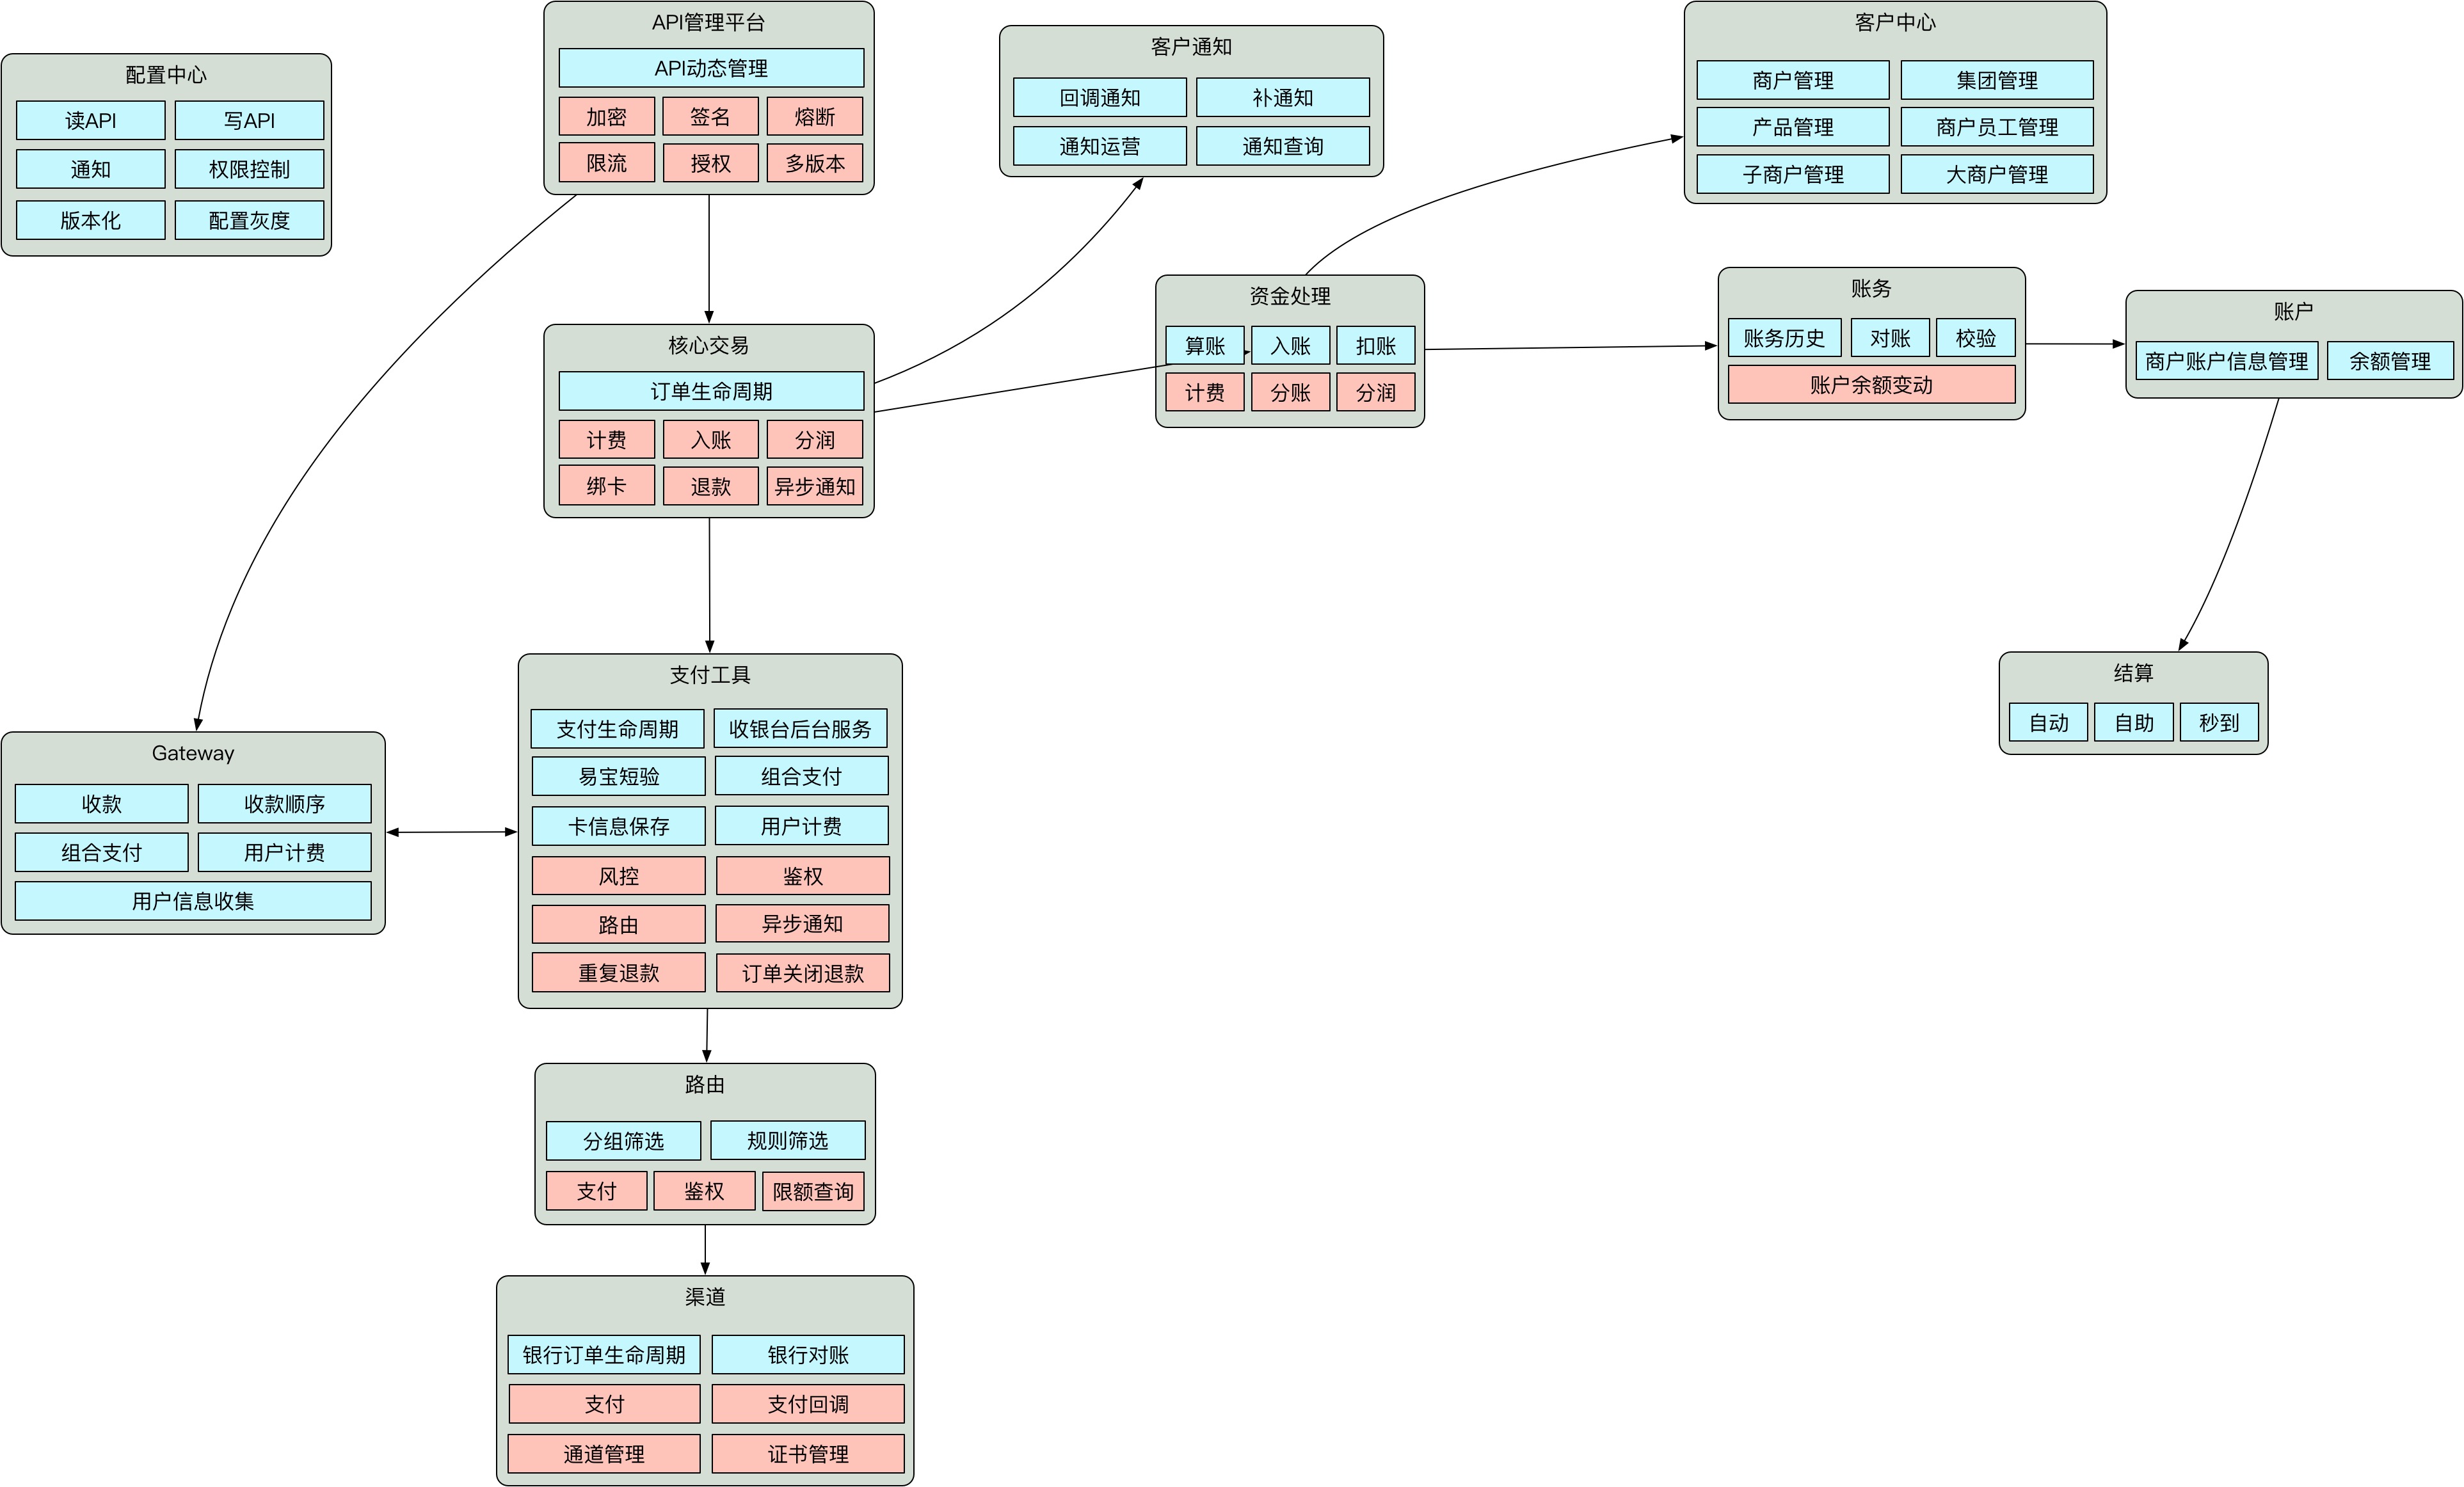 配置中心
读API
写API
通知
权限控制
版本化
配置灰度
API管理平台
API动态管理
加密
签名
熔断
限流
授权
多版本
客户通知
回调通知
补通知
通知运营
通知查询
客户中心
商户管理
集团管理
产品管理
商户员工管理
子商户管理
大商户管理
核心交易
订单生命周期
计费
入账
分润
绑卡
退款
异步通知
资金处理
算账
入账
扣账
计费
分账
分润
账务
账务历史
对账
校验
账户余额变动
账户
商户账户信息管理
余额管理
结算
自动
自助
秒到
Gateway
收款
收款顺序
组合支付
用户计费
用户信息收集
支付工具
支付生命周期
收银台后台服务
易宝短验
组合支付
卡信息保存
用户计费
风控
鉴权
路由
异步通知
重复退款
订单关闭退款
路由
分组筛选
规则筛选
支付
鉴权
限额查询
渠道
银行订单生命周期
银行对账
支付
支付回调
通道管理
证书管理